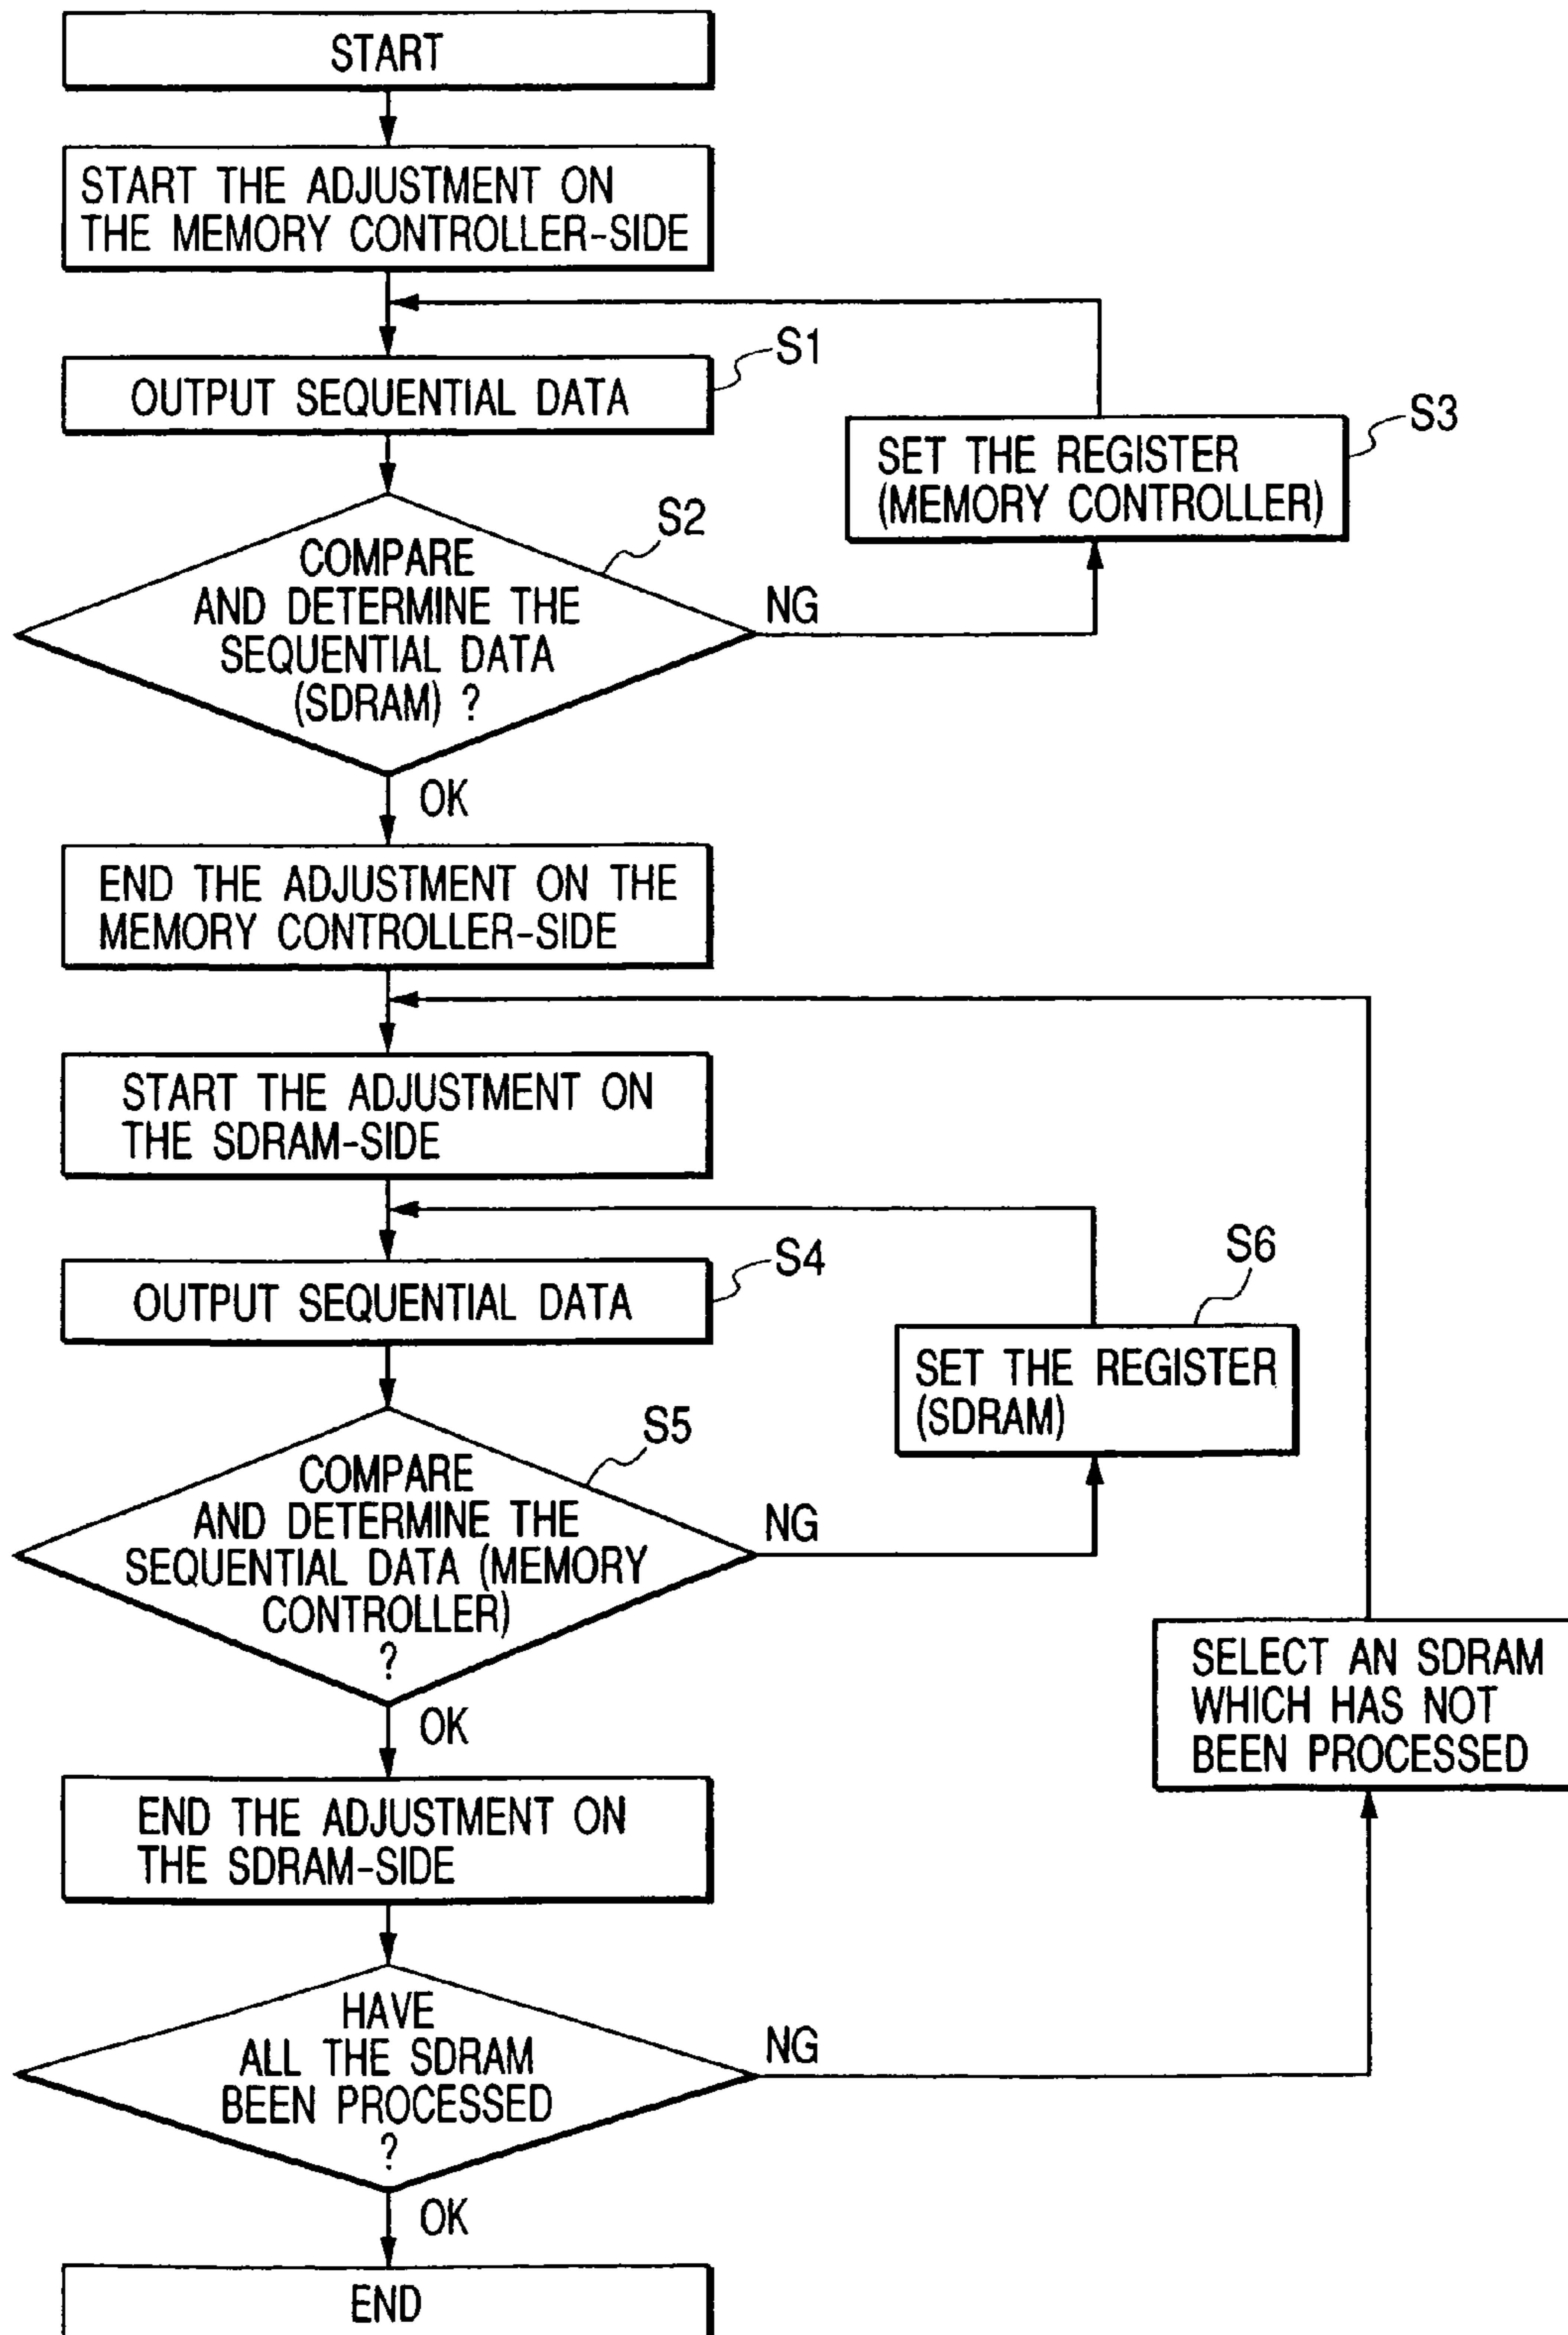 START
START THE ADJUSTMENT ON
THE MEMORY CONTROLLER-SIDE
S1
OUTPUT SEQUENTIAL DATA
S3
SET THE REGISTER
(MEMORY CONTROLLER)
S2
COMPARE
AND DETERMINE THE
SEQUENTIAL DATA
(SDRAM) ?
NG
OK
END THE ADJUSTMENT ON THE
MEMORY CONTROLLER-SIDE
START THE ADJUSTMENT ON
THE SDRAM-SIDE
S4
OUTPUT SEQUENTIAL DATA
S6
SET THE REGISTER
(SDRAM)
S5
COMPARE
AND DETERMINE THE
SEQUENTIAL DATA (MEMORY
CONTROLLER)
?
NG
OK
SELECT AN SDRAM
WHICH HAS NOT
BEEN PROCESSED
END THE ADJUSTMENT ON
THE SDRAM-SIDE
HAVE
ALL THE SDRAM
BEEN PROCESSED
?
NG
OK
END